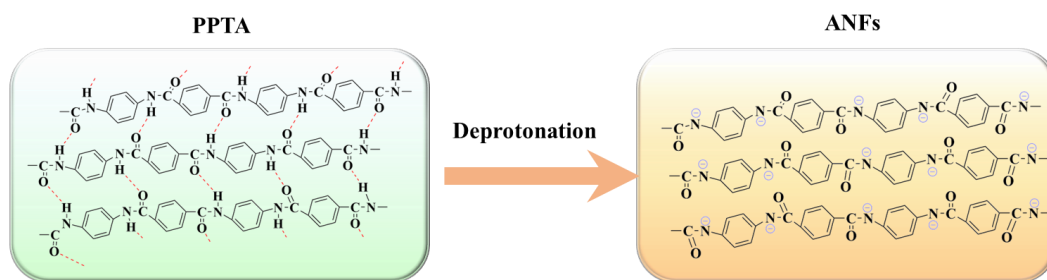 PPTA
ANFs
Deprotonation
H O H O H
C N N C C N N C C N
O H O H O
H O H O H
C N N C C N N C C N
O H O H O
H O H O H
C N N C C N N C C N
O H O H O
⊖ O ⊖ O ⊖
C N N C C N N C C N
O ⊖ O ⊖ O
⊖ O ⊖ O ⊖
C N N C C N N C C N
O ⊖ O ⊖ O
⊖ O ⊖ O ⊖
C N N C C N N C C N
O ⊖ O ⊖ O